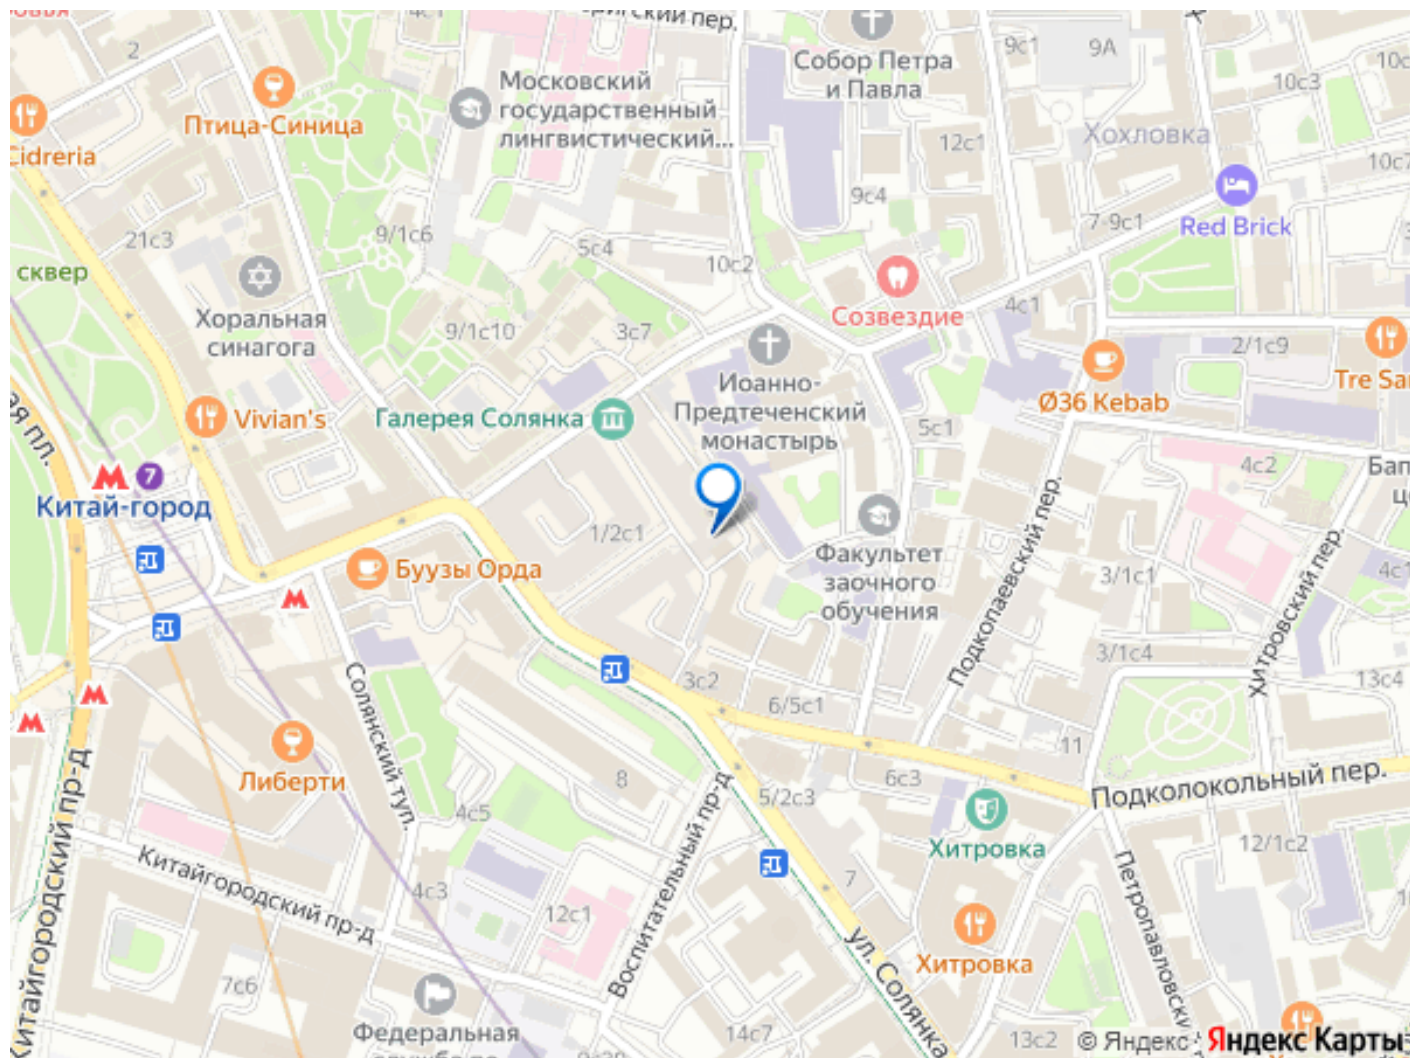 4с1
пер.
2
Птица-Синица
Cidreria
Московский
государственный
лингвистический...
Собор Петра
и Павла
9с1
9А
10с3
12с1
Хохловка
10с7
9с4
7-9с1
Red Brick
21с3
9/1с6
5с4
10с2
сквер
Хоральная
синагога
9/1с10
3с7
Созвездие
4с1
2/1с9
Иоанно-
Предтеченский
монастырь
Ø36 Kebab
Vivian's
Галерея Солянка
5с1
4с2
пл.
7
Китай-город
1/2с1
Буузы Орда
Факультет
заочного
обучения
Подкопаевский пер.
3/1с1
Хитровский пер.
3/1с4
13с4
3с2
6/5с1
11
Солянский туп.
Либерти
8
4с5
6с3
5/2с3
Подколокольный пер.
Хитровка
12/1с2
Китайгородский пр-д
Китайгородский пр-д
4с3
12с1
Воспитательный пр-д
7
ул. Солянка
Хитровка
7с6
Федеральная
14с7
13с2
© Яндекс
Яндекс Карты